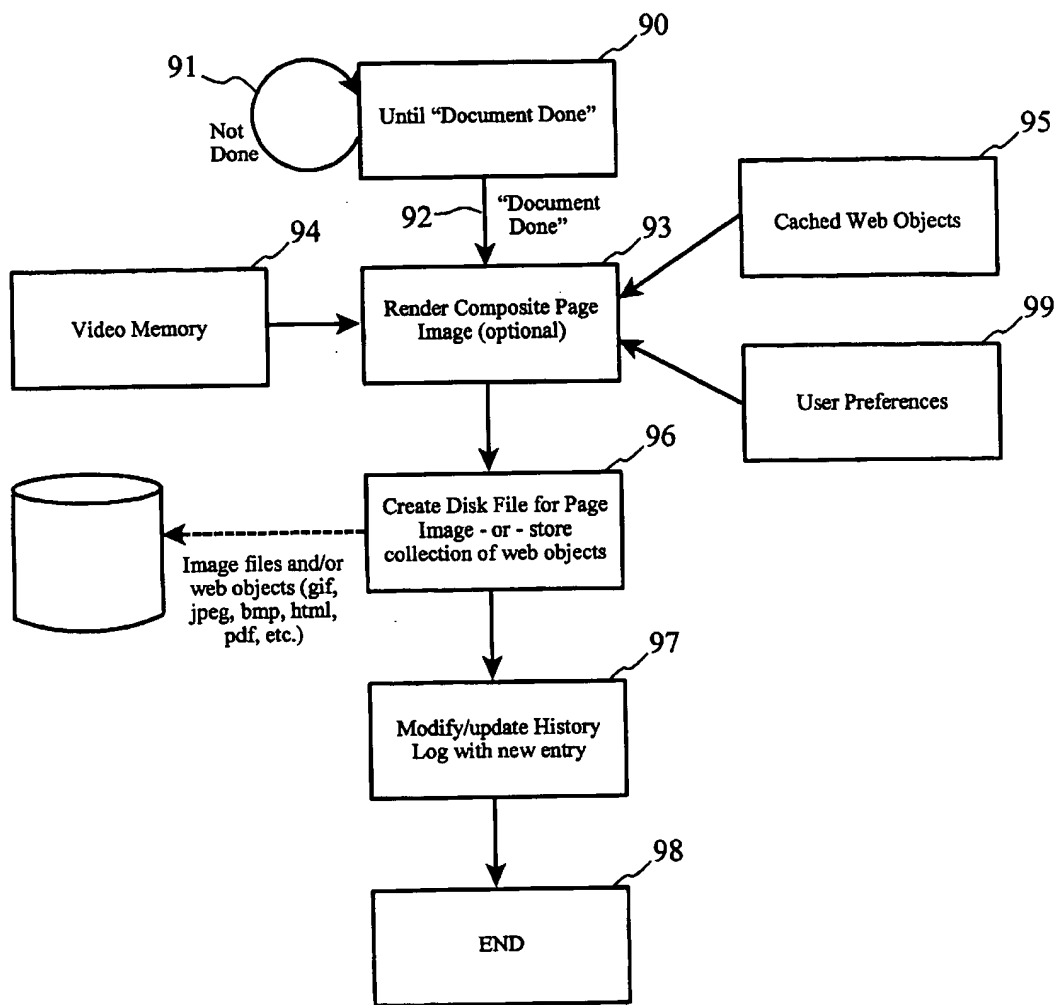 90
91
Until “Document Done”
Not
Done
92
“Document
Done”
95
Cached Web Objects
94
Video Memory
93
Render Composite Page
Image (optional)
99
User Preferences
96
Create Disk File for Page
Image - or - store
collection of web objects
Image files and/or
web objects (gif,
jpeg, bmp, html,
pdf, etc.)
97
Modify/update History
Log with new entry
98
END